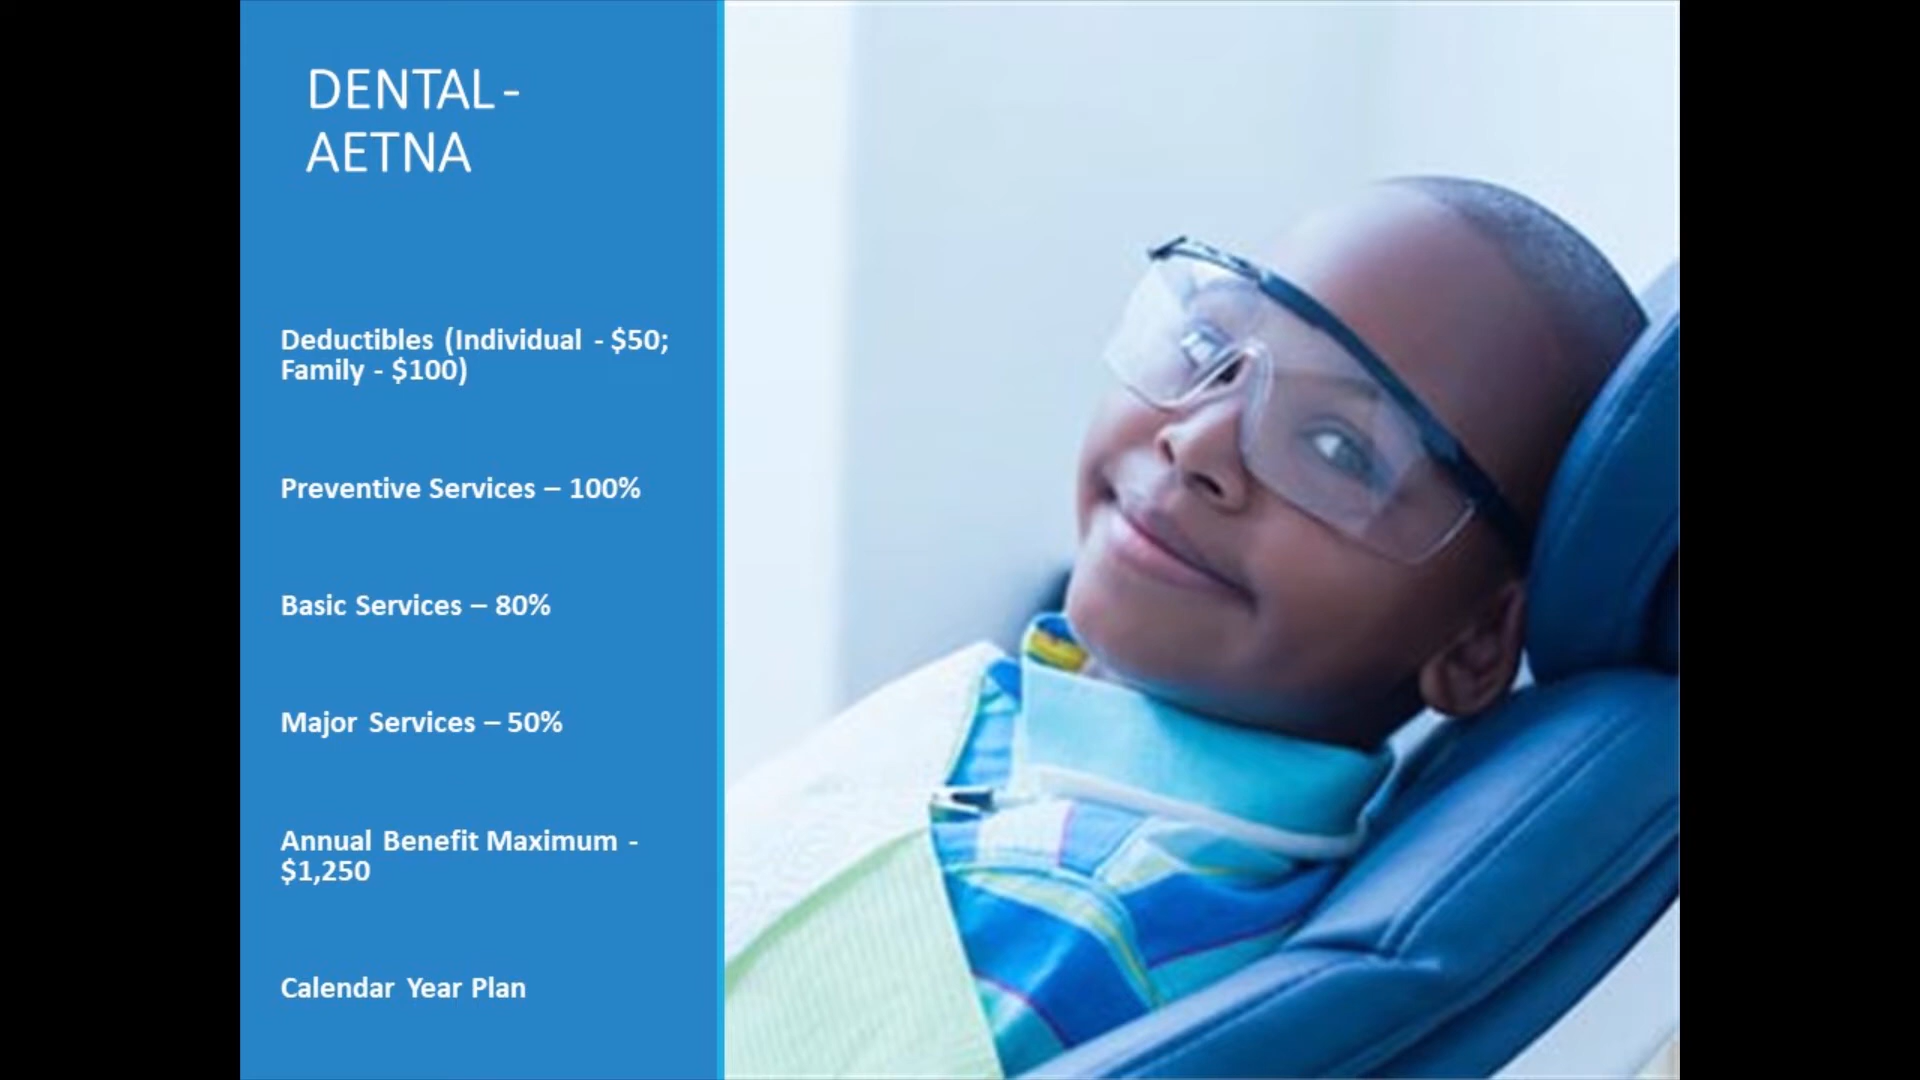 DENTAL -
AETNA
Deductibles (Individual - $50;
Family - $100)
Preventive Services – 100%
Basic Services – 80%
Major Services – 50%
Annual Benefit Maximum -
$1,250
Calendar Year Plan